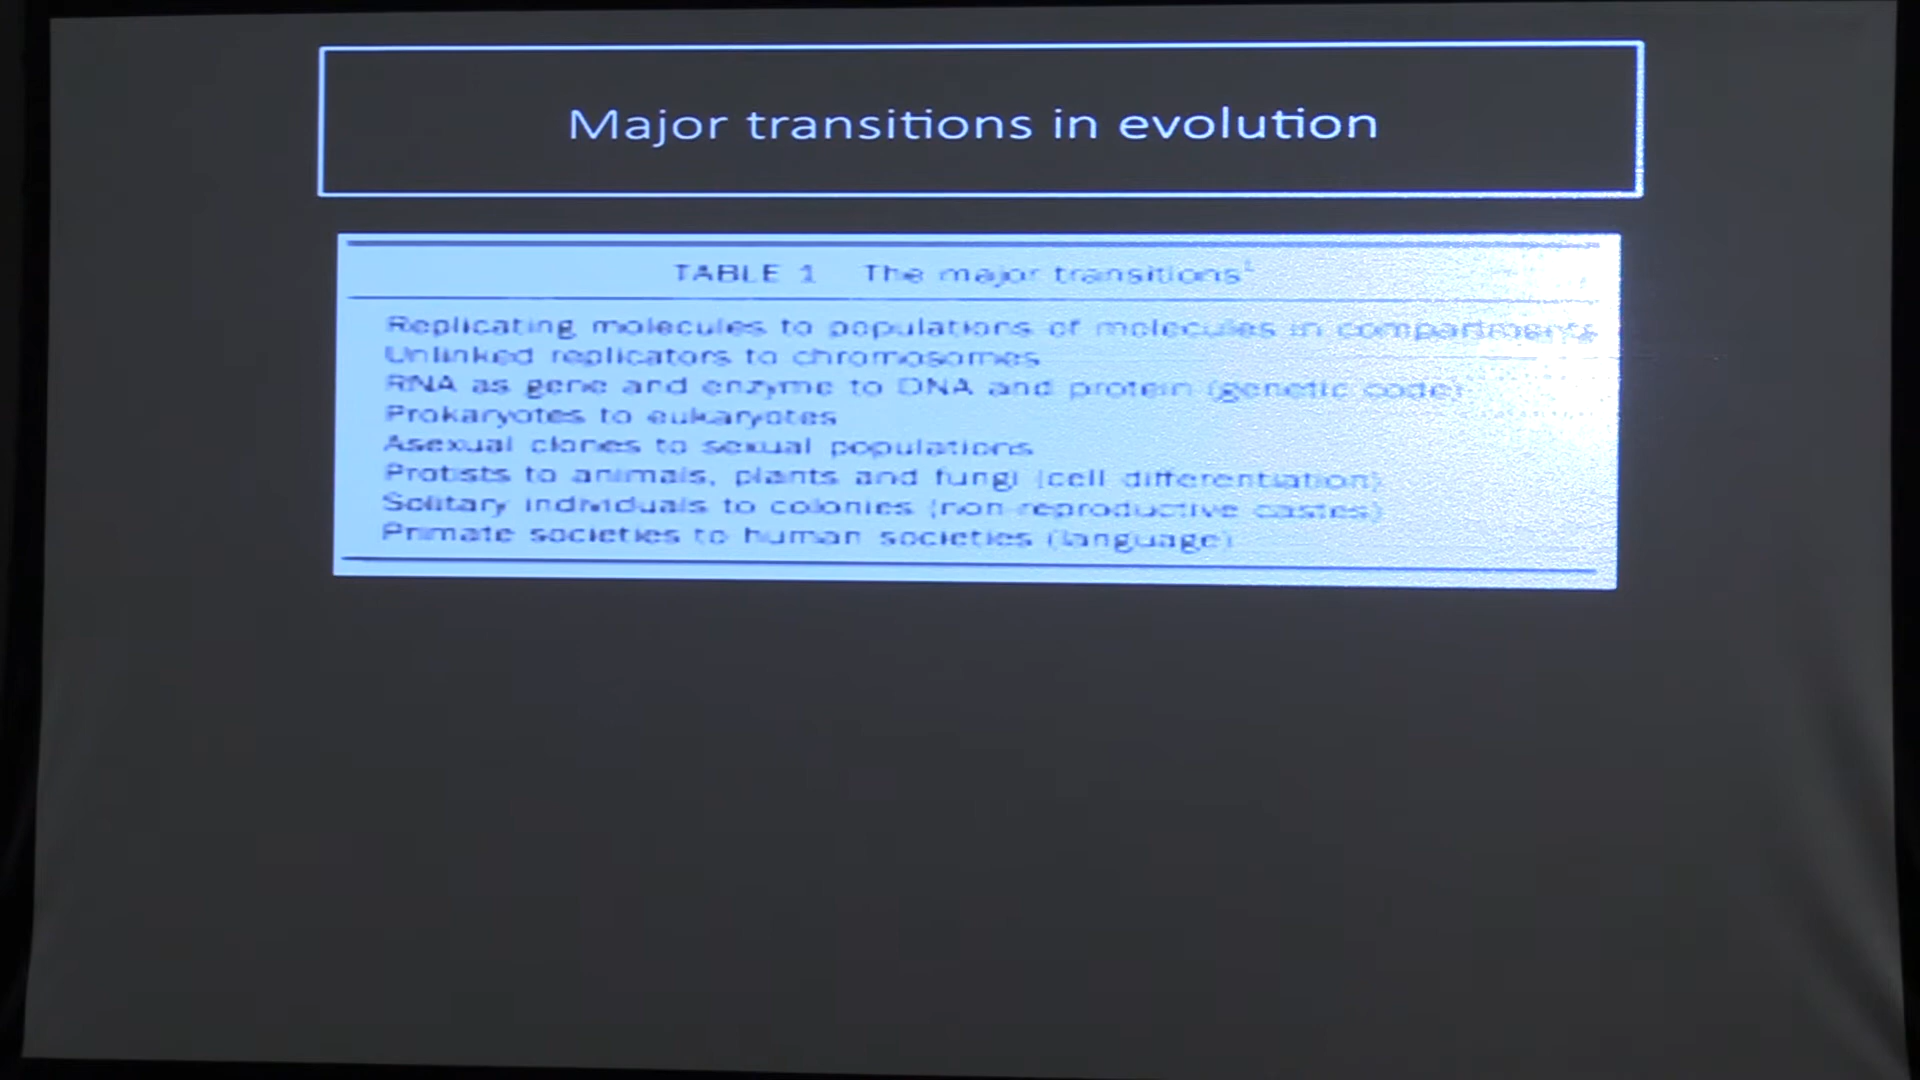 Major transitions in evolution
TABLE 1 The major transitions¹
Replicating molecules to populations of molecules in compartments
Unlinked replicators to chromosomes
RNA as gene and enzyme to DNA and protein (genetic code)
Prokaryotes to eukaryotes
Asexual clones to sexual populations
Protists to animals, plants and fungi (cell differentiation)
Solitary individuals to colonies (non-reproductive castes)
Primate societies to human societies (language)